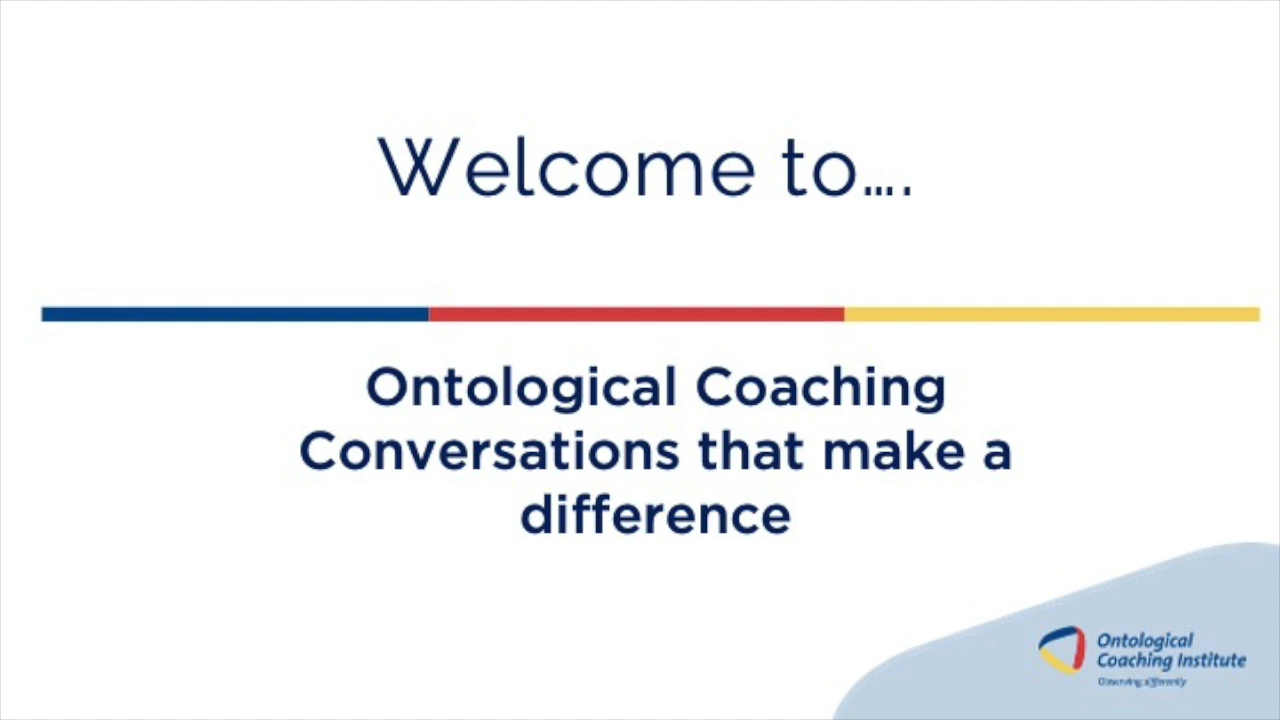 Welcome to....
Ontological Coaching
Conversations that make a
difference
Ontological
Coaching Institute
Observing differently